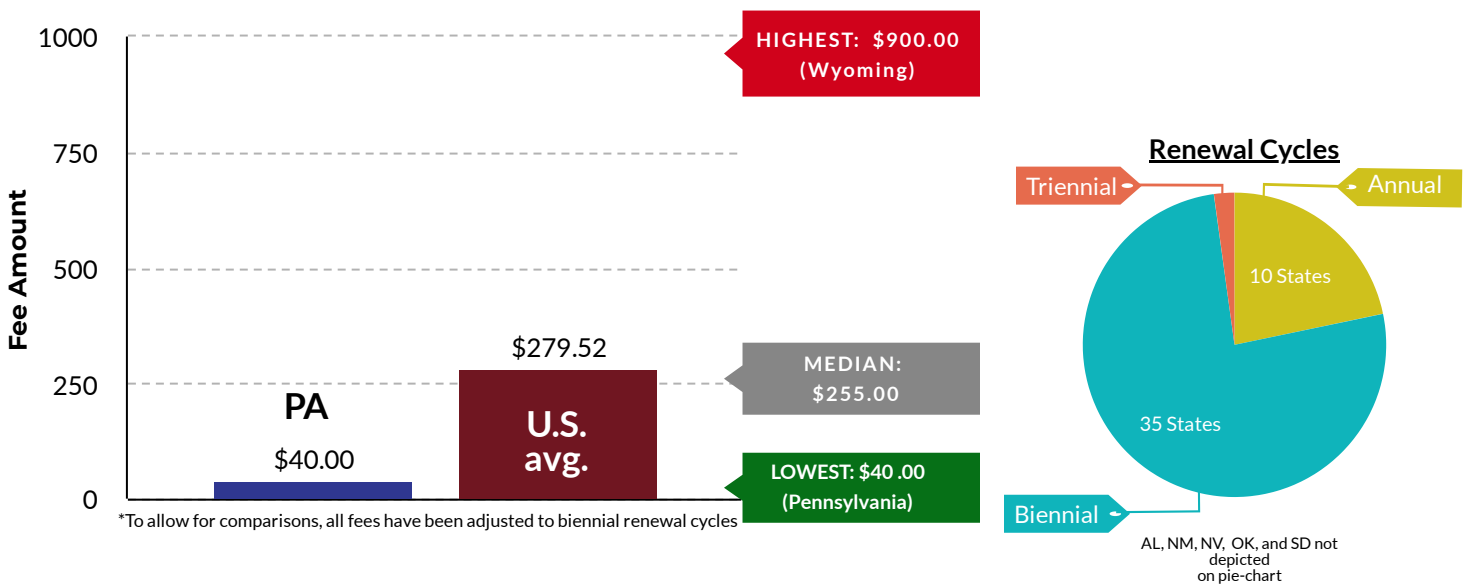 1000
750
500
250
0
Fee Amount
PA
$40.00
$279.52
U.S.
avg.
*To allow for comparisons, all fees have been adjusted to biennial renewal cycles
HIGHEST: $900.00
(Wyoming)
MEDIAN:
$255.00
LOWEST: $40 .00
(Pennsylvania)
Renewal Cycles
Triennial
Annual
10 States
35 States
Biennial
AL, NM, NV, OK, and SD not
depicted
on pie-chart